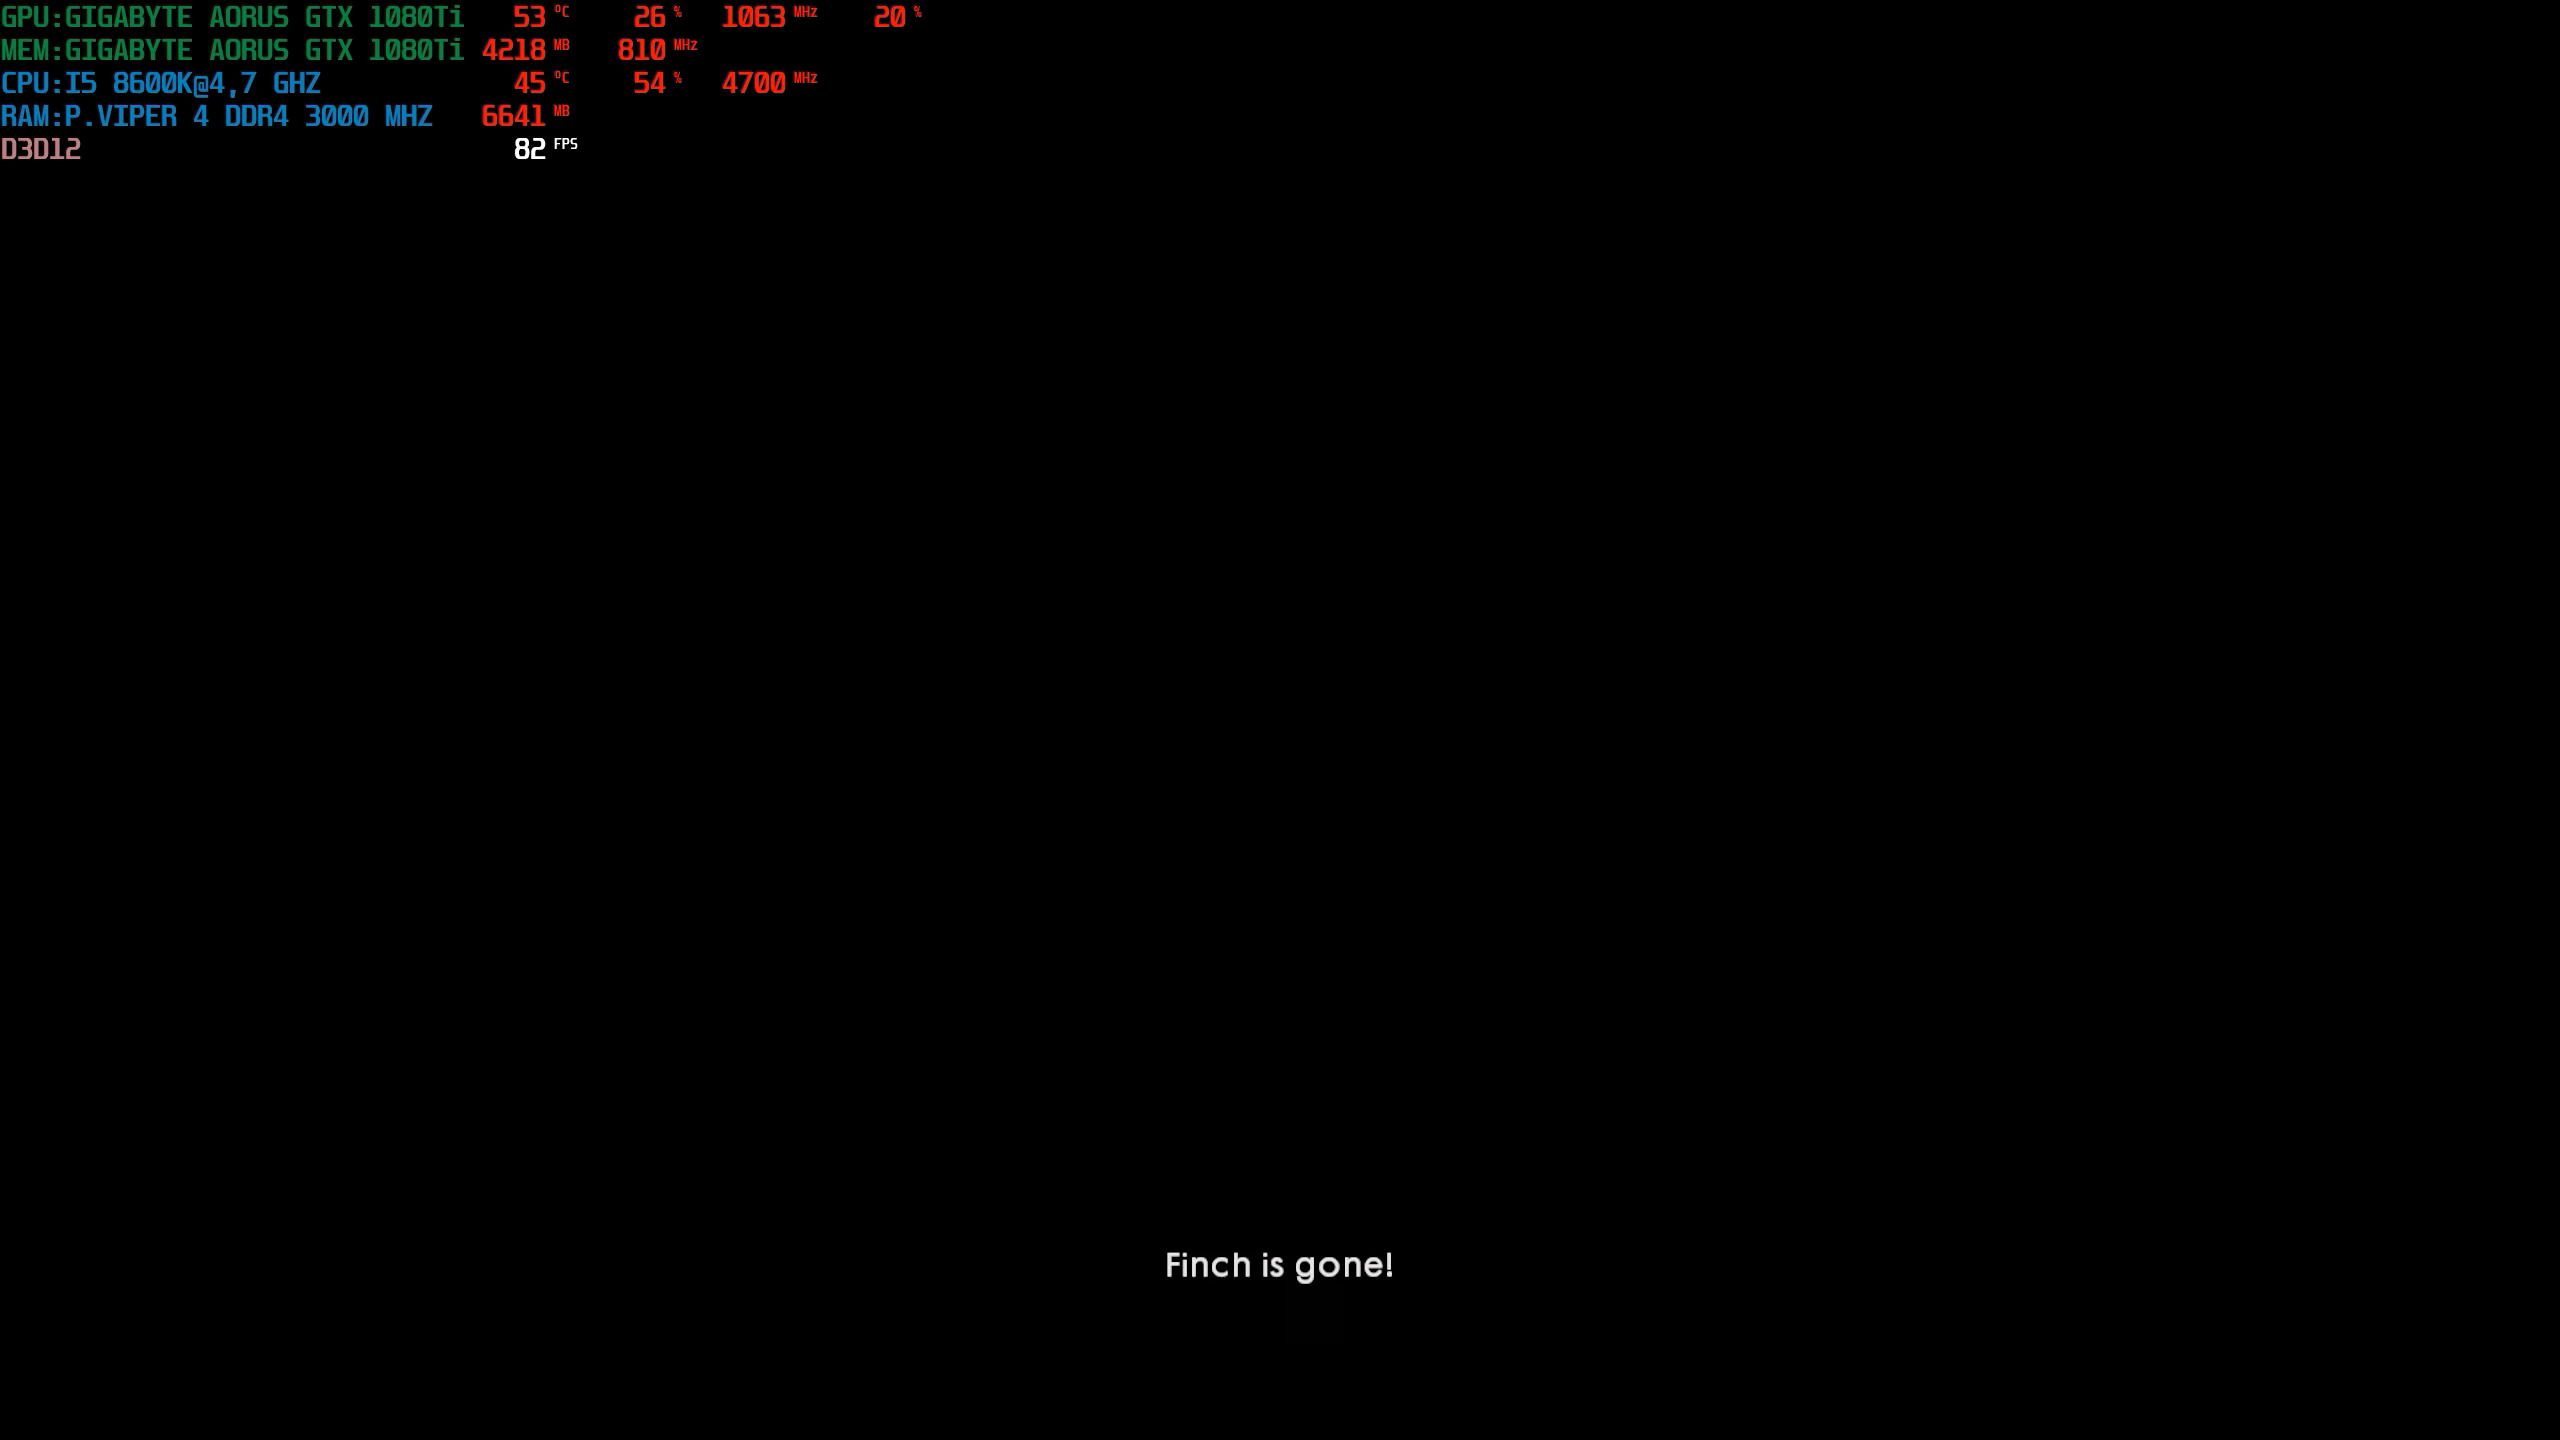 GPU:GIGABYTE AORUS GTX 1080Ti 53 °C 26 % 1063 MHz 20 %
MEM:GIGABYTE AORUS GTX 1080Ti 4218 MB 810 MHz
CPU:I5 8600K@4,7 GHZ 45 °C 54 % 4700 MHz
RAM:P.VIPER 4 DDR4 3000 MHZ 6641 MB
D3D12 82 FPS
Finch is gone!